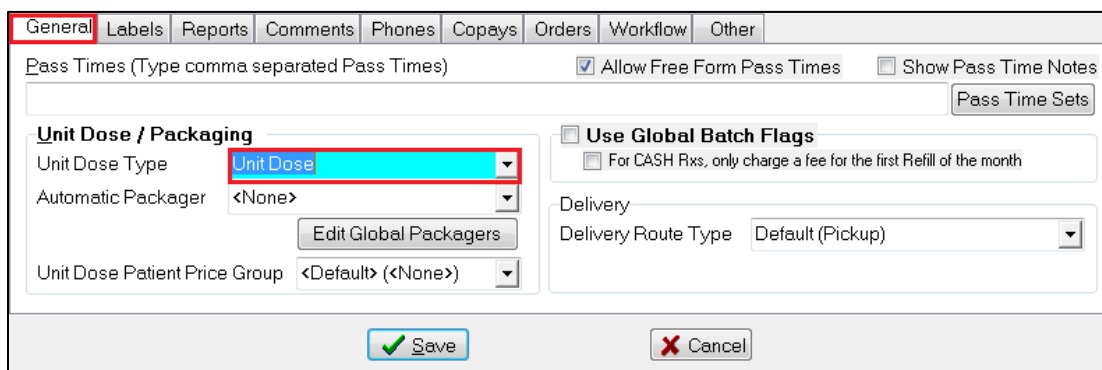 General Labels Reports Comments Phones Copays Orders Workflow Other
Pass Times (Type comma separated Pass Times) Allow Free Form Pass Times Show Pass Time Notes
Pass Time Sets
Unit Dose / Packaging
Unit Dose Type Unit Dose
Automatic Packager <None>
Edit Global Packagers
Unit Dose Patient Price Group <Default> (<None>)
Use Global Batch Flags
For CASH Rxs, only charge a fee for the first Refill of the month
Delivery
Delivery Route Type Default (Pickup)
Save Cancel